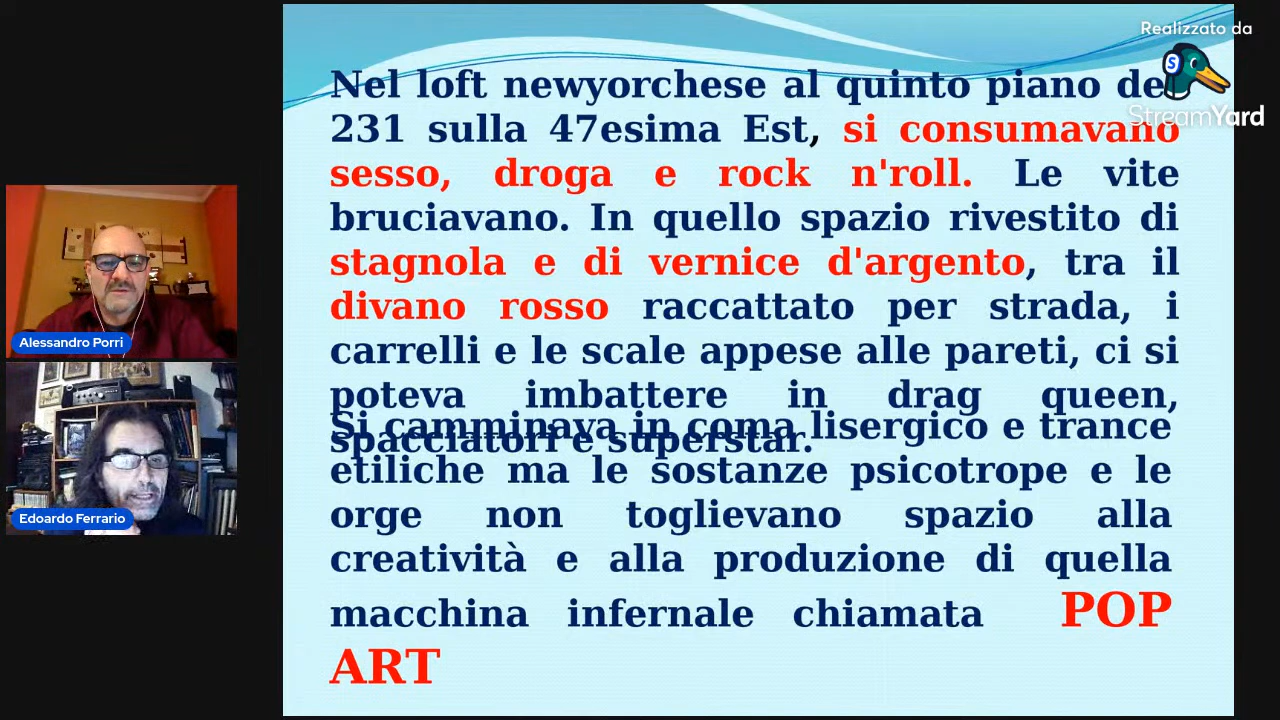 Realizzato da
StreamYard
Nel loft newyorchese al quinto piano del
231 sulla 47esima Est, si consumavano
sesso, droga e rock n'roll. Le vite
bruciavano. In quello spazio rivestito di
stagnola e di vernice d'argento, tra il
divano rosso raccattato per strada, i
carrelli e le scale appese alle pareti, ci si
poteva imbattere in drag queen,
spacciatori e superstar.
Si camminava in coma lisergico e trance
etiliche ma le sostanze psicotrope e le
orge non toglievano spazio alla
creatività e alla produzione di quella
macchina infernale chiamata POP
ART
Alessandro Porri
Edoardo Ferrario